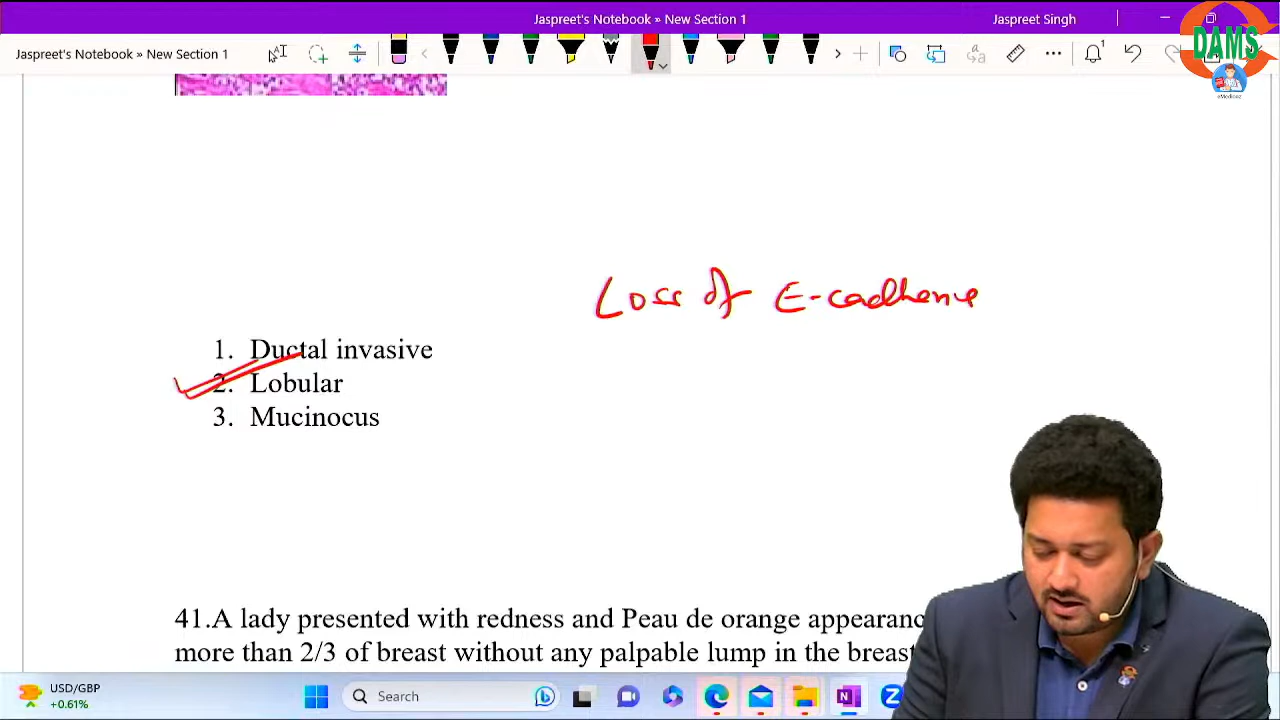 Jaspreet's Notebook » New Section 1
Jaspreet Singh
Jaspreet's Notebook » New Section 1
DAMS
eMedicoz
Loss of E-cadherine
1. Ductal invasive
2. Lobular
3. Mucinocus
41.A lady presented with redness and Peau de orange appearanc
more than 2/3 of breast without any palpable lump in the breast
USD/GBP
+0.61%
Search